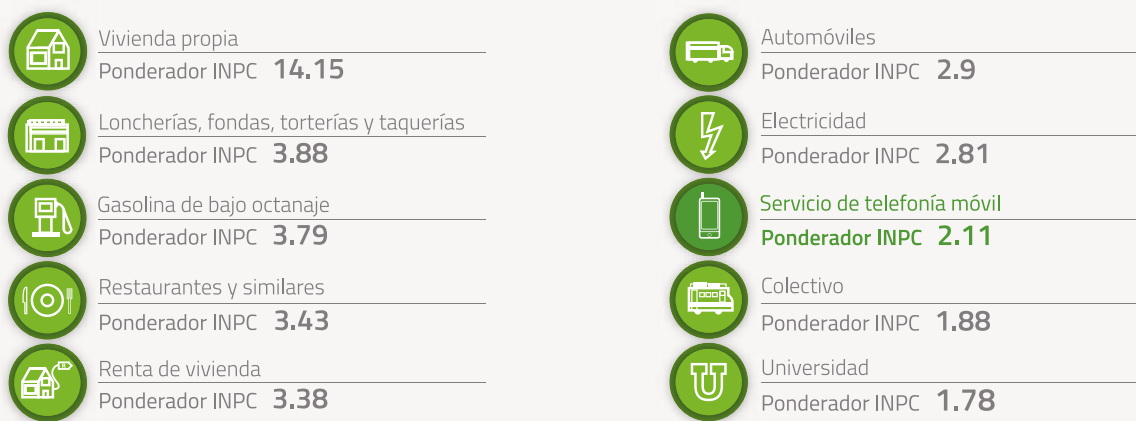 Vivienda propia
Ponderador INPC 14.15
Loncherías, fondas, torterías y taquerías
Ponderador INPC 3.88
Gasolina de bajo octanaje
Ponderador INPC 3.79
Restaurantes y similares
Ponderador INPC 3.43
Renta de vivienda
Ponderador INPC 3.38
Automóviles
Ponderador INPC 2.9
Electricidad
Ponderador INPC 2.81
Servicio de telefonía móvil
Ponderador INPC 2.11
Colectivo
Ponderador INPC 1.88
Universidad
Ponderador INPC 1.78